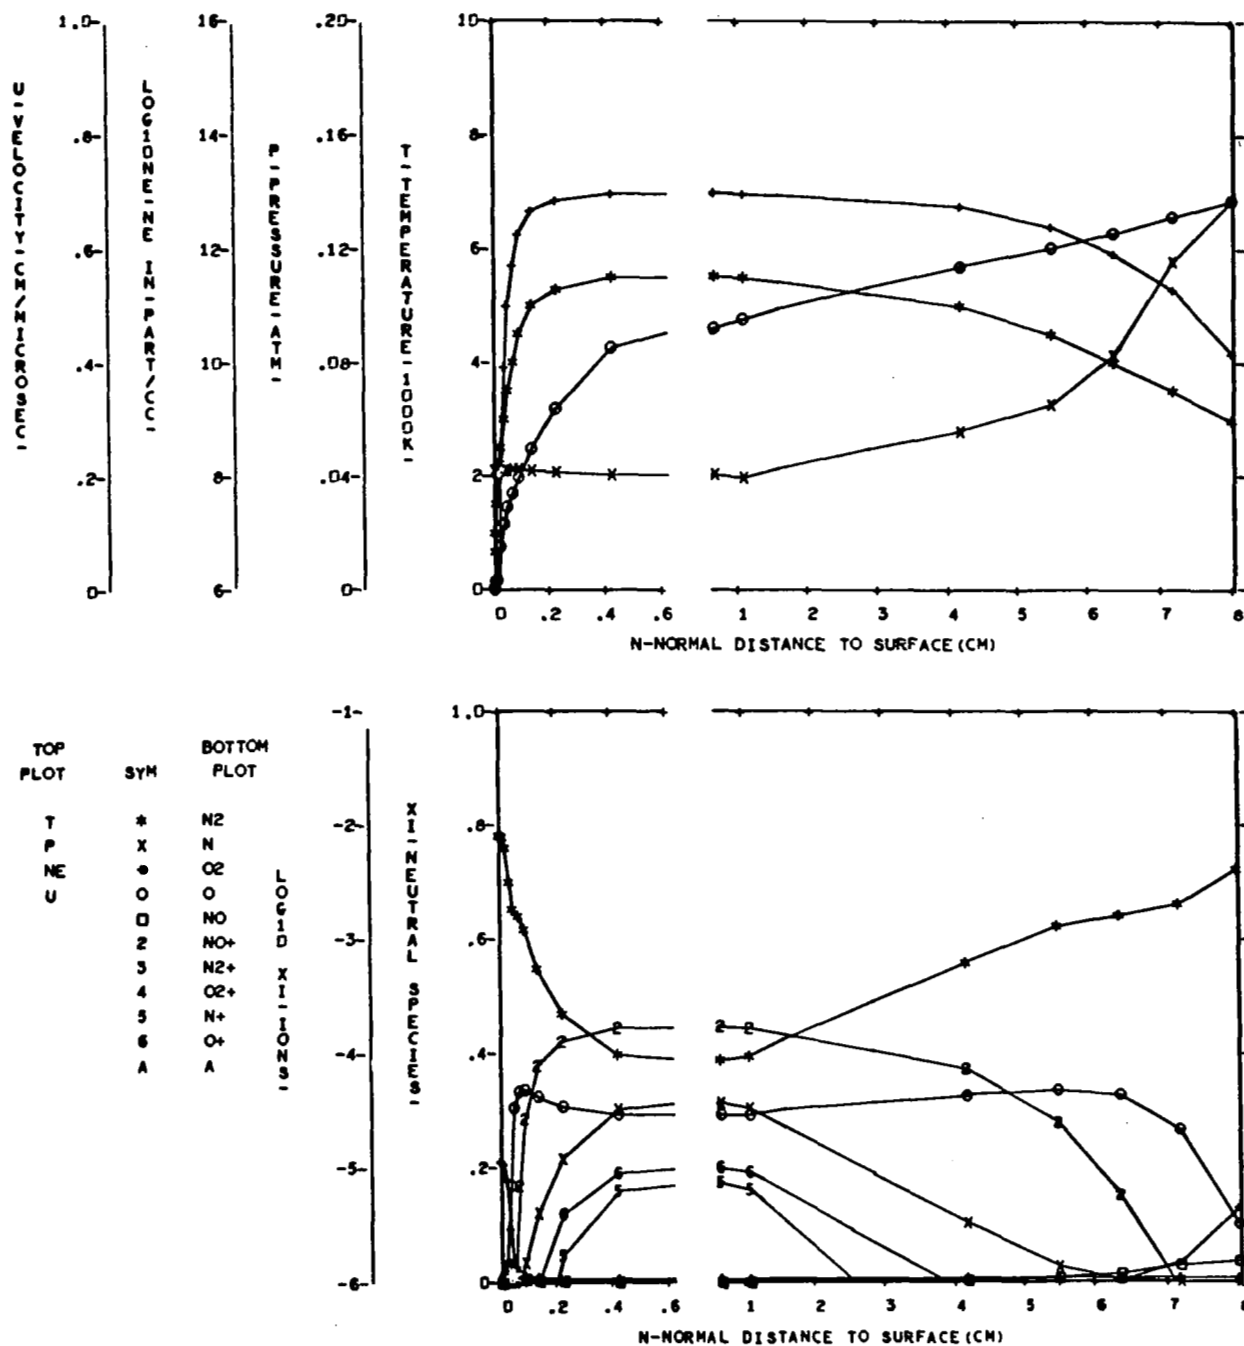 1.0- 16- .20- 10
.8- 14- .16- 8-
.6- 12- .12- 6
.4- 10- .08- 4
.2- 8- .04- 2
0- 6- 0- 0
U-VELOCITY-CM/MICROSEC-
LOG10NE-NE IN-PART/CC-
P-PRESSURE-ATM-
T-TEMPERATURE-1000K-
0 .2 .4 .6 1 2 3 4 5 6 7 8
N-NORMAL DISTANCE TO SURFACE(CM)
TOP PLOT SYM BOTTOM PLOT
T * N2
P X N
NE O2
U O O
□ NO
2 NO+
3 N2+
4 O2+
5 N+
6 O+
A A
LOG10 XI-IONS-
XI-NEUTRAL SPECIES-
-1- 1.0
-2- .8
-3- .6
-4- .4
-5- .2
-6- 0
0 .2 .4 .6 1 2 3 4 5 6 7 8
N-NORMAL DISTANCE TO SURFACE(CM)